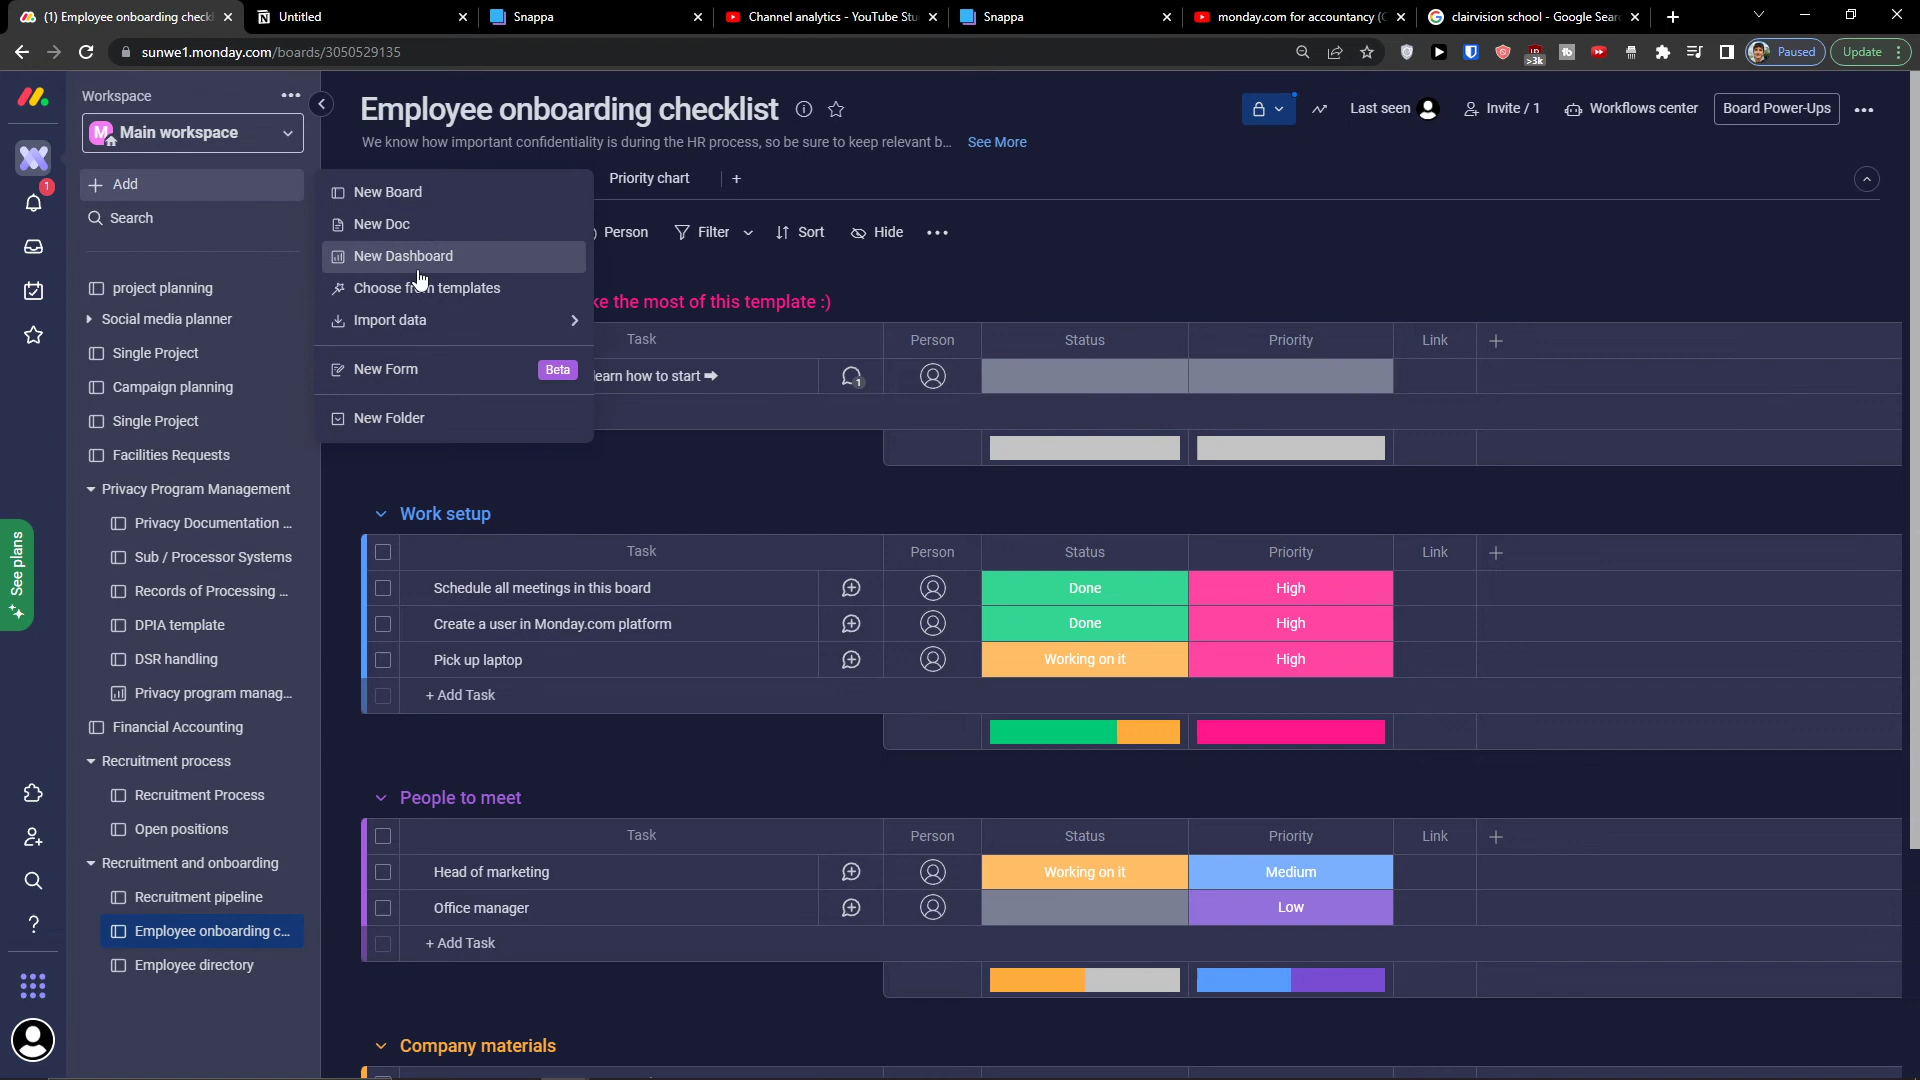 (1) Employee onboarding check
Untitled
Snappa
Channel analytics - YouTube Stu
Snappa
monday.com for accountancy (
clairvision school - Google Sear
sunwe1.monday.com/boards/3050529135
>3k
Paused
Update
Workspace
M
Main workspace
Add
Search
1
project planning
Social media planner
Single Project
Campaign planning
Single Project
Facilities Requests
Privacy Program Management
Privacy Documentation ...
Sub / Processor Systems
Records of Processing ...
DPIA template
DSR handling
Privacy program manag...
Financial Accounting
Recruitment process
Recruitment Process
Open positions
Recruitment and onboarding
Recruitment pipeline
Employee onboarding c...
Employee directory
See plans
New Board
New Doc
New Dashboard
Choose from templates
Import data
New Form
Beta
New Folder
Employee onboarding checklist
Last seen
Invite / 1
Workflows center
Board Power-Ups
We know how important confidentiality is during the HR process, so be sure to keep relevant b... See More
Priority chart
Person
Filter
Sort
Hide
ke the most of this template :)
Task Person Status Priority Link
learn how to start
1
Work setup
Task Person Status Priority Link
Schedule all meetings in this board Done High
Create a user in Monday.com platform Done High
Pick up laptop Working on it High
+ Add Task
People to meet
Task Person Status Priority Link
Head of marketing Working on it Medium
Office manager Low
+ Add Task
Company materials